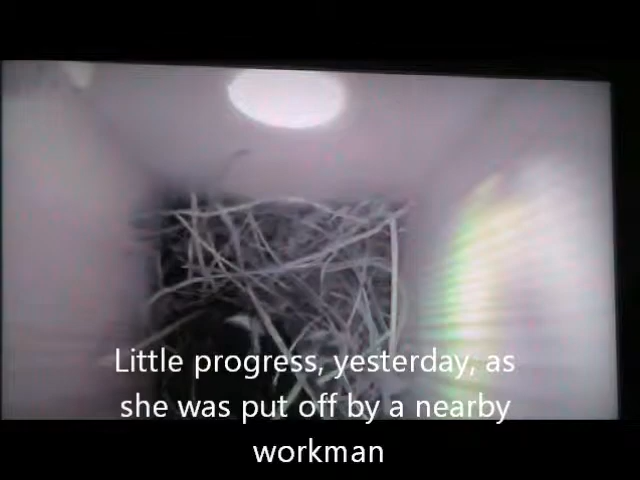 Little progress, yesterday, as
she was put off by a nearby
workman